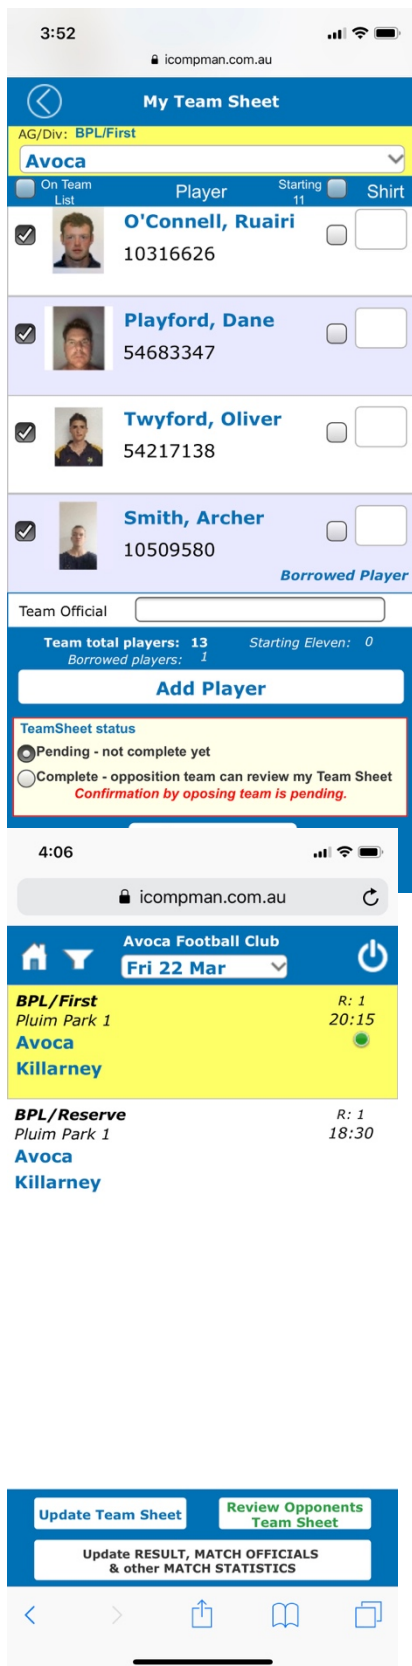 3:52
icompman.com.au
My Team Sheet
AG/Div: BPL/First
Avoca
On Team List Player Starting 11 Shirt
O'Connell, Ruairi
10316626
Playford, Dane
54683347
Twyford, Oliver
54217138
Smith, Archer
10509580
Borrowed Player
Team Official
Team total players: 13 Starting Eleven: 0
Borrowed players: 1
Add Player
TeamSheet status
Pending - not complete yet
Complete - opposition team can review my Team Sheet
Confirmation by oposing team is pending.
4:06
icompman.com.au
Avoca Football Club
Fri 22 Mar
BPL/First R: 1
Pluim Park 1 20:15
Avoca
Killarney
BPL/Reserve R: 1
Pluim Park 1 18:30
Avoca
Killarney
Update Team Sheet
Review Opponents
Team Sheet
Update RESULT, MATCH OFFICIALS
& other MATCH STATISTICS